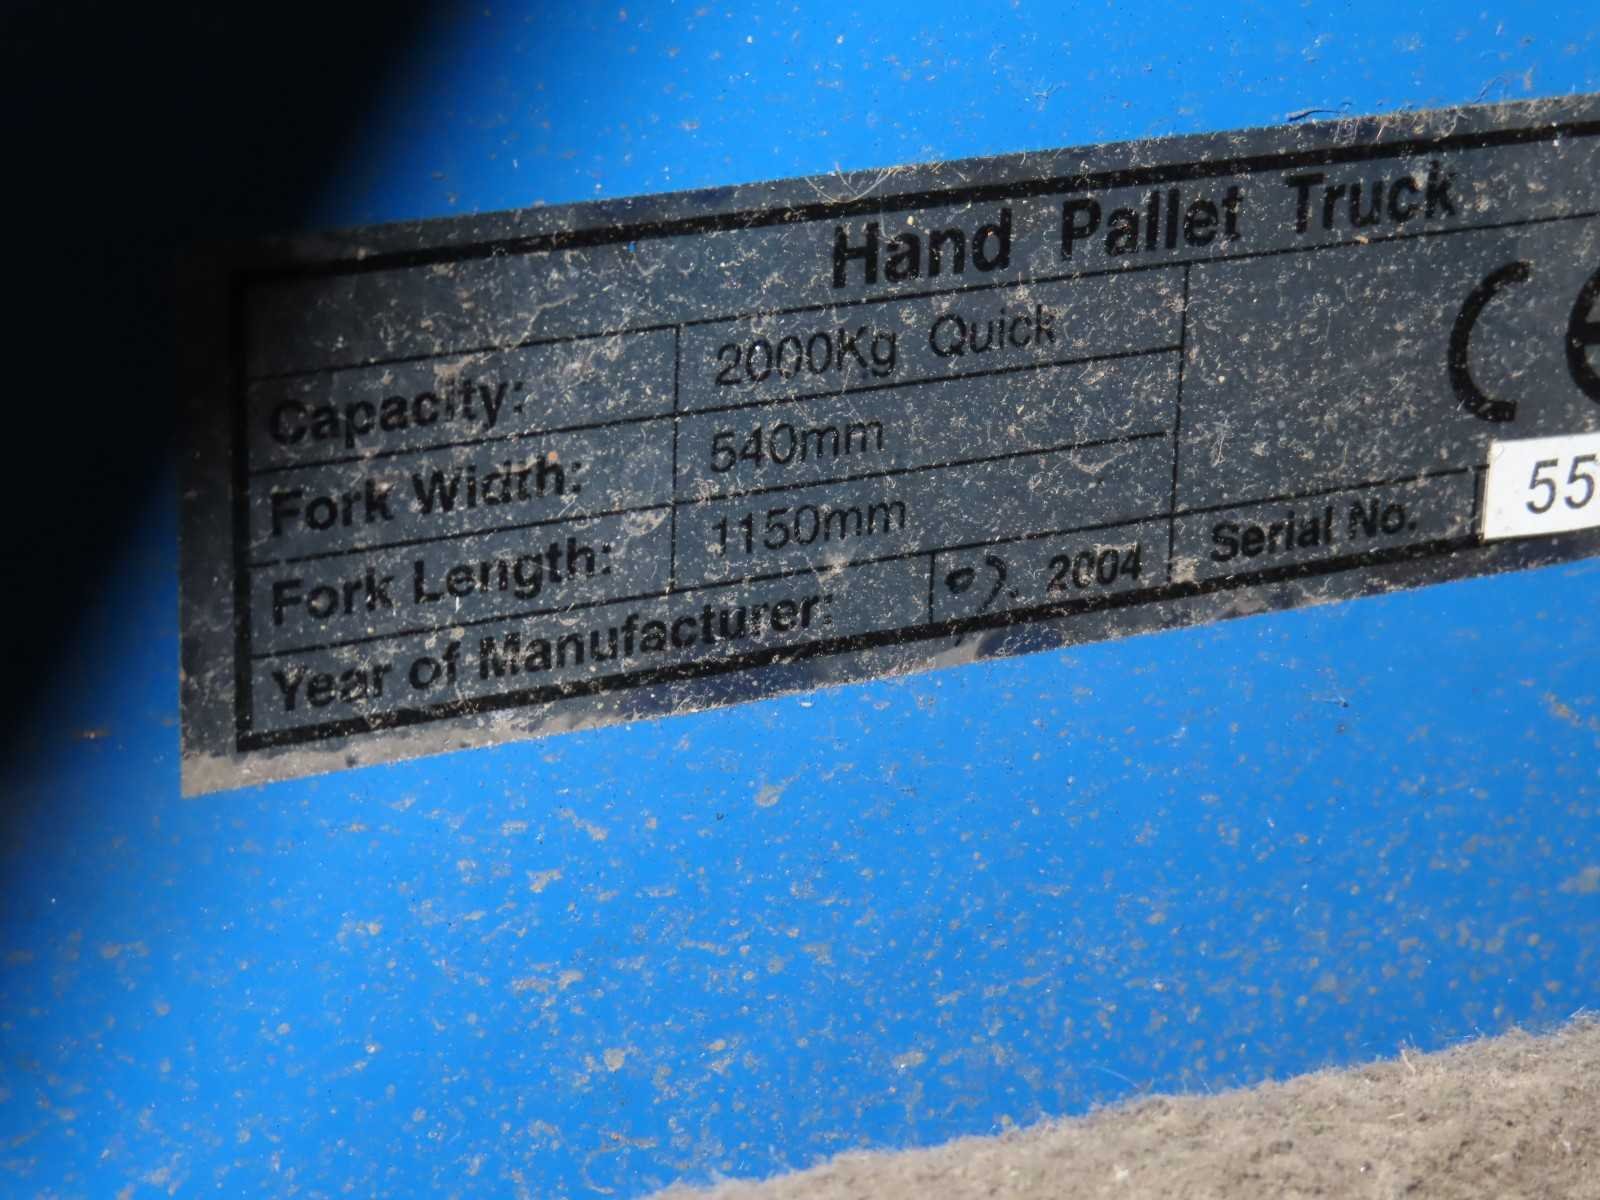 Hand Pallet Truck
Capacity: 2000Kg Quick
Fork Width: 540mm
Fork Length: 1150mm
Year of Manufacturer: 2004
CE
Serial No. 55